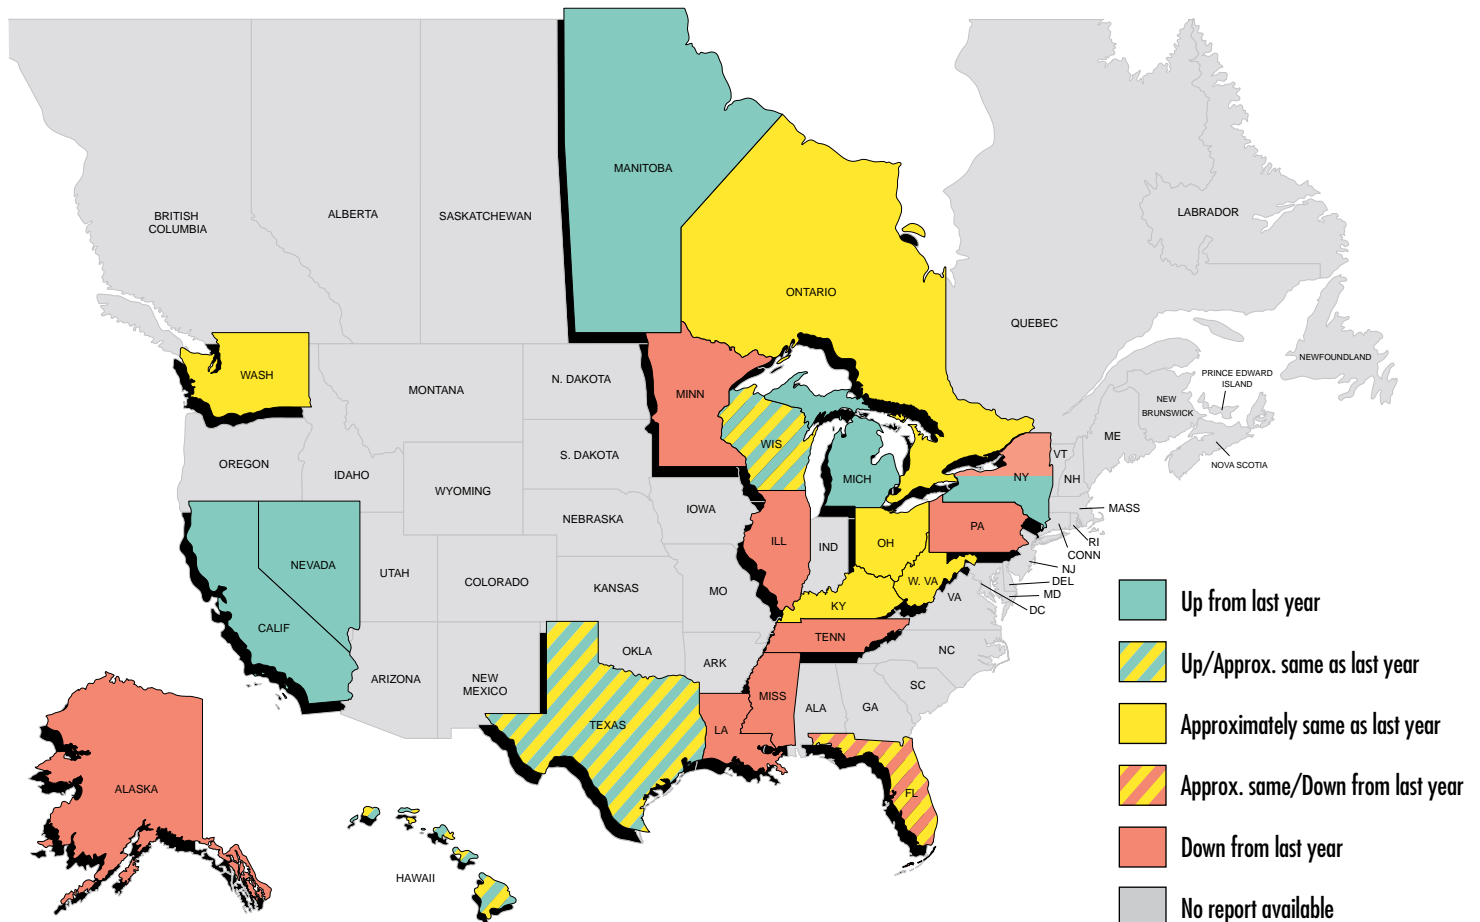 MANITOBA
BRITISH
COLUMBIA
ALBERTA
SASKATCHEWAN
LABRADOR
ONTARIO
QUEBEC
NEWFOUNDLAND
PRINCE EDWARD
ISLAND
NEW
BRUNSWICK
NOVA SCOTIA
WASH
MONTANA
N. DAKOTA
MINN
WIS
MICH
ME
VT
NH
NY
MASS
RI
CONN
NJ
DEL
MD
DC
OREGON
IDAHO
WYOMING
S. DAKOTA
IOWA
NEBRASKA
ILL
IND
OH
PA
W. VA
VA
NEVADA
UTAH
COLORADO
KANSAS
MO
KY
CALIF
ARIZONA
NEW
MEXICO
OKLA
ARK
TENN
NC
SC
MISS
ALA
GA
TEXAS
LA
FL
ALASKA
HAWAII
Up from last year
Up/Approx. same as last year
Approximately same as last year
Approx. same/Down from last year
Down from last year
No report available